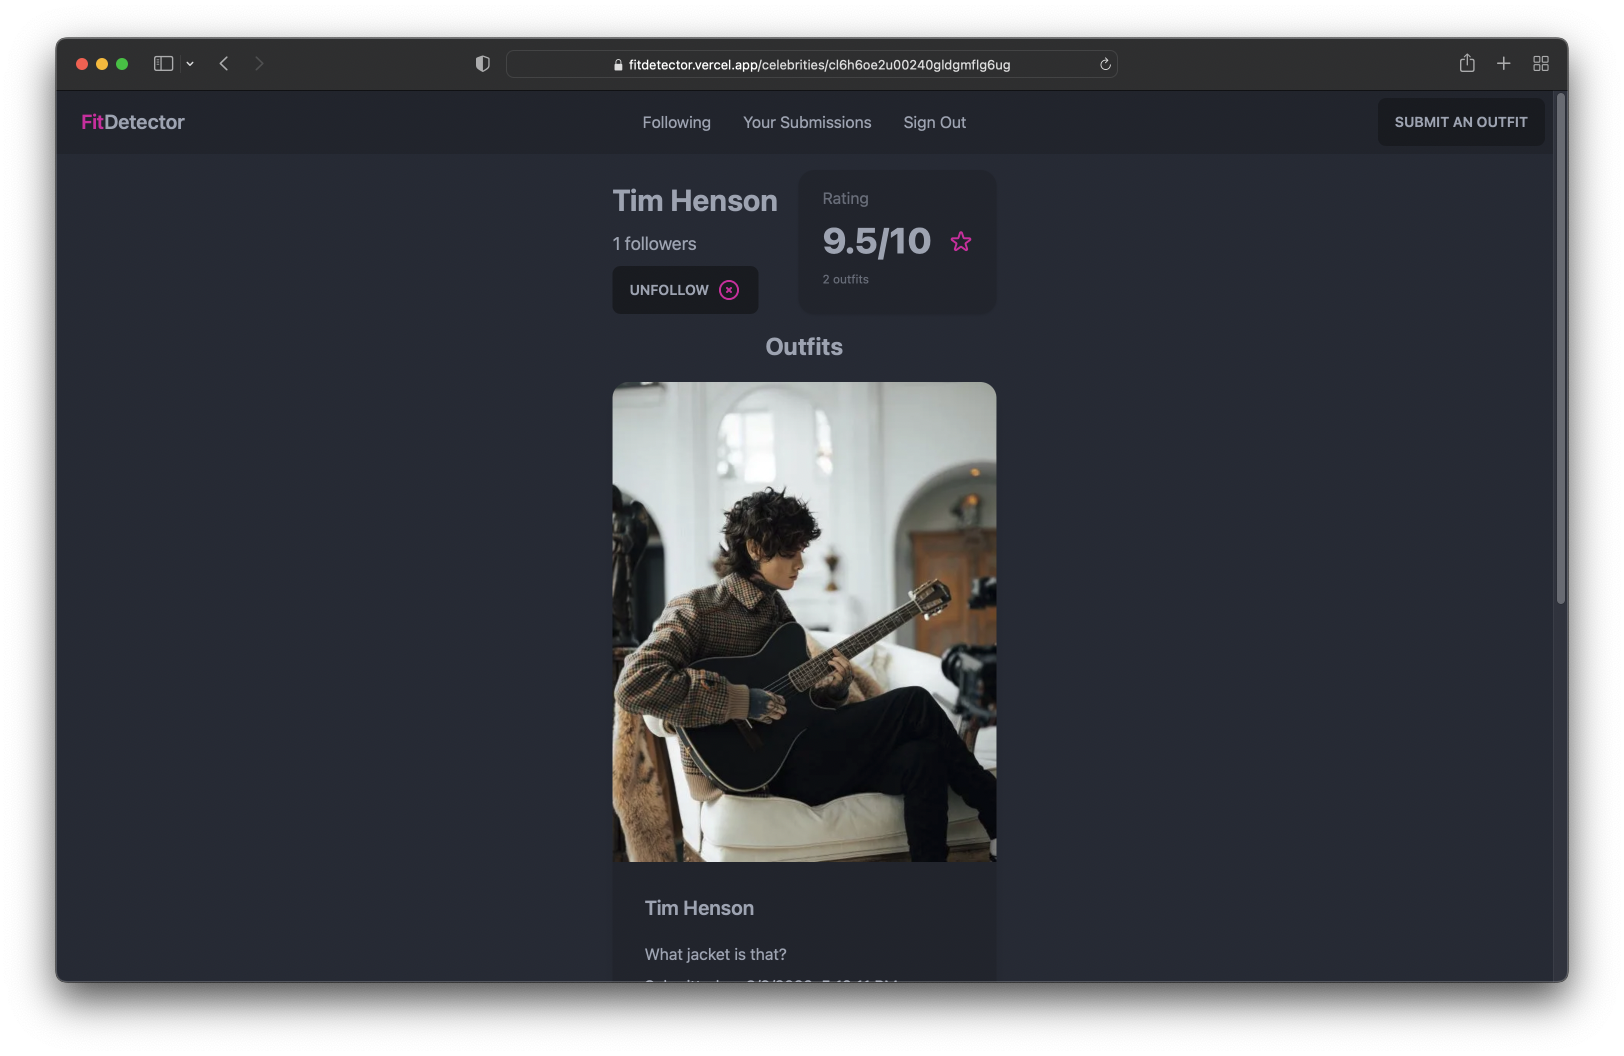 fitdetector.vercel.app/celebrities/cl6h6oe2u00240gldgmflg6ug
FitDetector
Following
Your Submissions
Sign Out
SUBMIT AN OUTFIT
Tim Henson
1 followers
UNFOLLOW
Rating
9.5/10
2 outfits
Outfits
Tim Henson
What jacket is that?